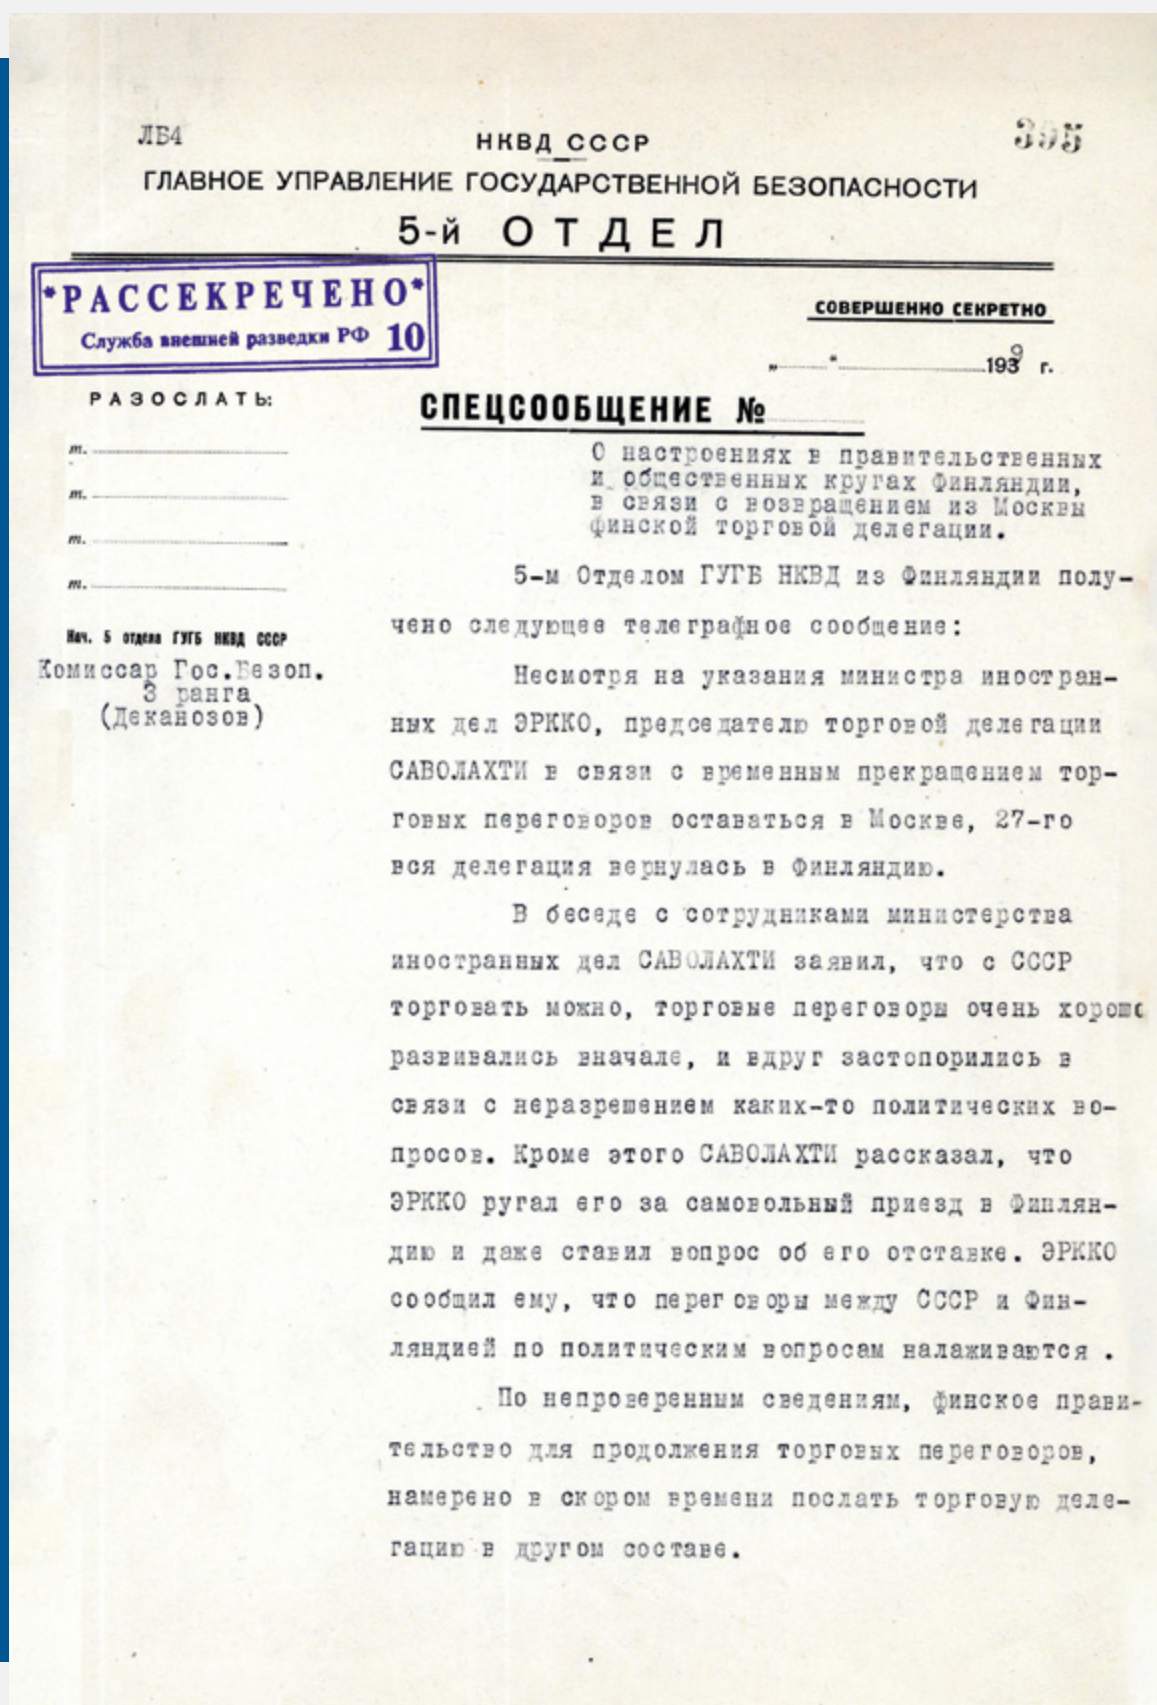 ЛБ4
НКВД СССР
395
ГЛАВНОЕ УПРАВЛЕНИЕ ГОСУДАРСТВЕННОЙ БЕЗОПАСНОСТИ
5-й ОТДЕЛ
*РАССЕКРЕЧЕНО*
Служба внешней разведки РФ 10
СОВЕРШЕННО СЕКРЕТНО
„ “ 1939 г.
РАЗОСЛАТЬ:
СПЕЦСООБЩЕНИЕ №
т.
т.
т.
т.
Нач. 5 отдела ГУГБ НКВД СССР
Комиссар Гос.Безоп.
3 ранга
(Деканозов)
О настроениях в правительственных
и общественных кругах Финляндии,
в связи с возвращением из Москвы
финской торговой делегации.
5-м Отделом ГУГБ НКВД из Финляндии полу-
чено следующее телеграфное сообщение:
Несмотря на указания министра иностран-
ных дел ЭРККО, председателю торговой делегации
САВОЛАХТИ в связи с временным прекращением тор-
говых переговоров оставаться в Москве, 27-го
вся делегация вернулась в Финляндию.
В беседе с сотрудниками министерства
иностранных дел САВОЛАХТИ заявил, что с СССР
торговать можно, торговые переговоры очень хорошо
развивались вначале, и вдруг застопорились в
связи с неразрешением каких-то политических во-
просов. Кроме этого САВОЛАХТИ рассказал, что
ЭРККО ругал его за самовольный приезд в Финлян-
дию и даже ставил вопрос об его отставке. ЭРККО
сообщил ему, что переговоры между СССР и Фин-
ляндией по политическим вопросам налаживаются .
По непроверенным сведениям, финское прави-
тельство для продолжения торговых переговоров,
намерено в скором времени послать торговую деле-
гацию в другом составе.